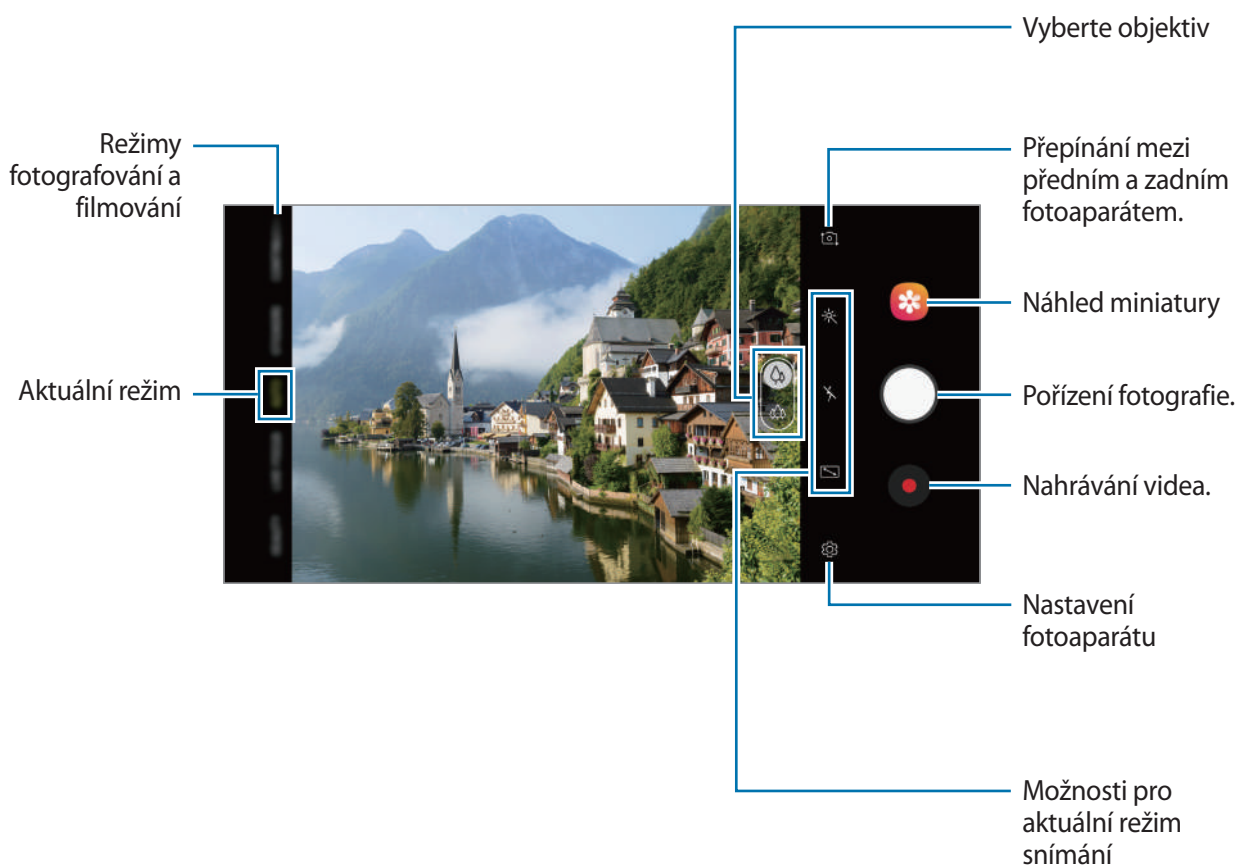 Vyberte objektiv
Režimy
fotografování a
filmování
Přepínání mezi
předním a zadním
fotoaparátem.
Náhled miniatury
Aktuální režim
Pořízení fotografie.
Nahrávání videa.
Nastavení
fotoaparátu
Možnosti pro
aktuální režim
snímání